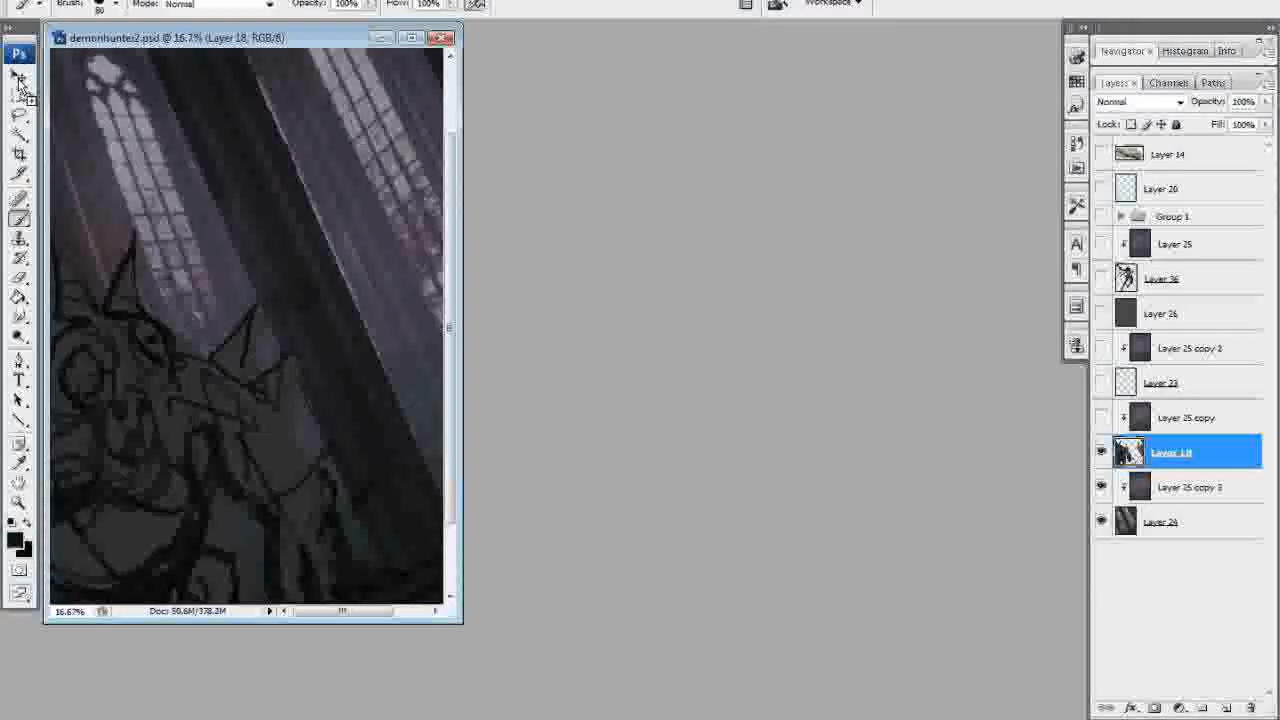 Brush: 80 Mode: Normal Opacity: 100% Flow: 100% Workspace
Ps
demonhunter2.psd @ 16.7% (Layer 18, RGB/8)
Navigator Histogram Info
Layers Channels Paths
Normal Opacity: 100%
Lock: Fill: 100%
Layer 14
Layer 20
Group 1
Layer 25
Layer 36
Layer 26
Layer 25 copy 2
Layer 23
Layer 25 copy
Layer 18
Layer 25 copy 3
Layer 24
16.67% Doc: 50.6M/378.2M